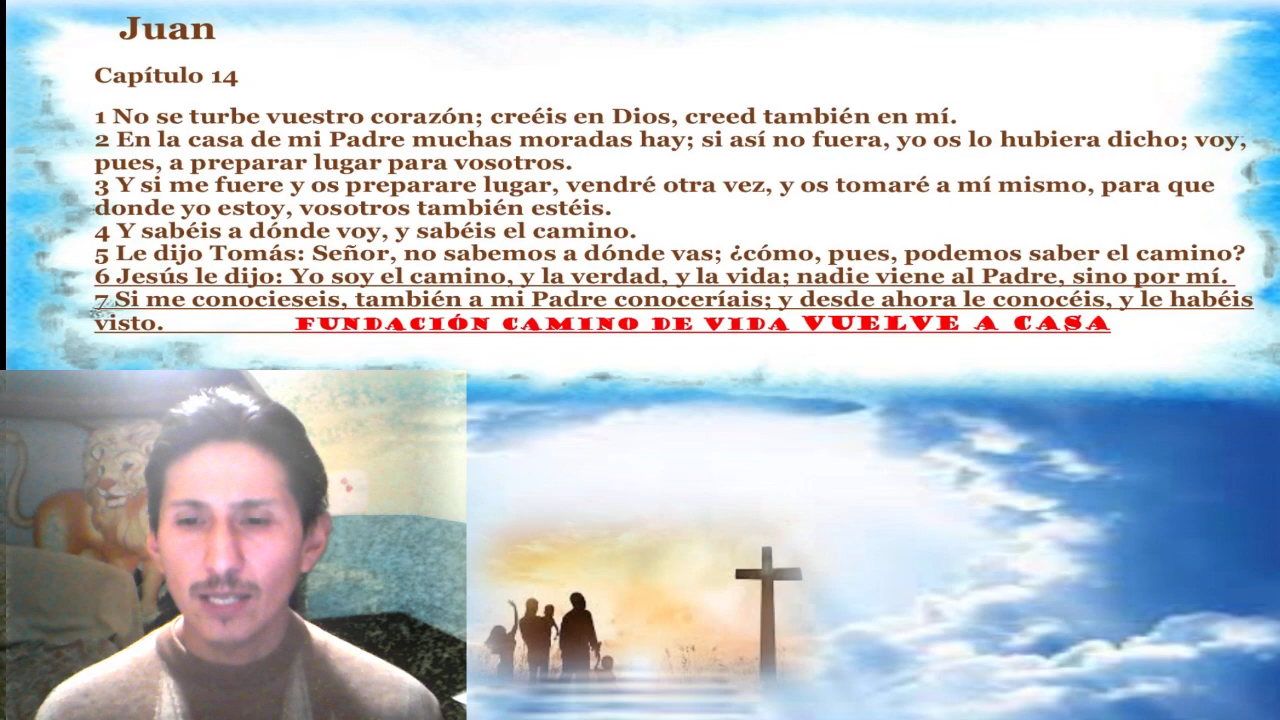 Juan
Capítulo 14
1 No se turbe vuestro corazón; creéis en Dios, creed también en mí.
2 En la casa de mi Padre muchas moradas hay; si así no fuera, yo os lo hubiera dicho; voy,
pues, a preparar lugar para vosotros.
3 Y si me fuere y os preparare lugar, vendré otra vez, y os tomaré a mí mismo, para que
donde yo estoy, vosotros también estéis.
4 Y sabéis a dónde voy, y sabéis el camino.
5 Le dijo Tomás: Señor, no sabemos a dónde vas; ¿cómo, pues, podemos saber el camino?
6 Jesús le dijo: Yo soy el camino, y la verdad, y la vida; nadie viene al Padre, sino por mí.
7 Si me conocieseis, también a mi Padre conoceríais; y desde ahora le conocéis, y le habéis
visto. FUNDACIÓN CAMINO DE VIDA VUELVE A CASA